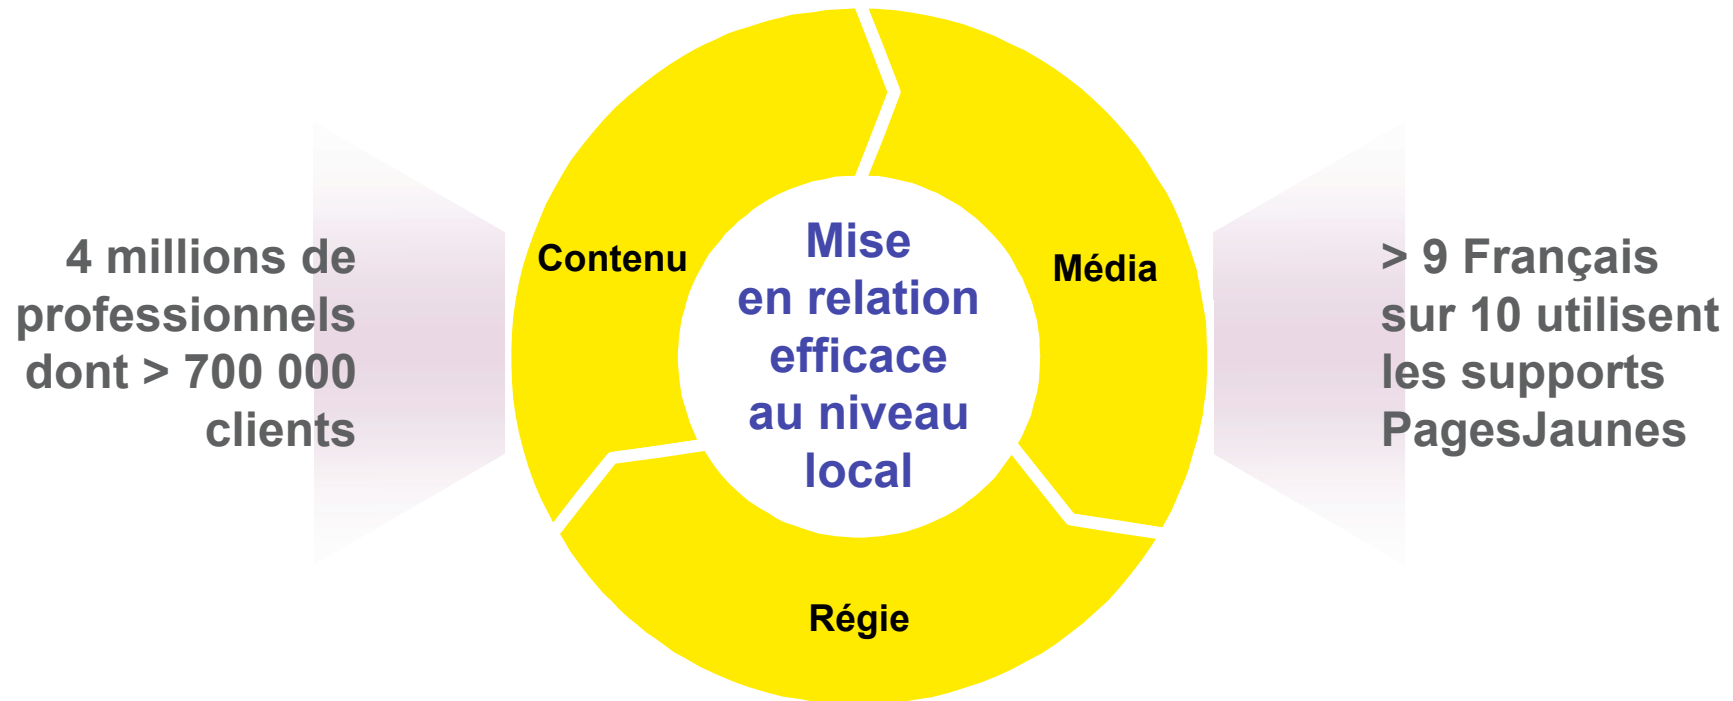 4 millions de
professionnels
dont > 700 000
clients
Contenu
Mise
en relation
efficace
au niveau
local
Média
Régie
> 9 Français
sur 10 utilisent
les supports
PagesJaunes